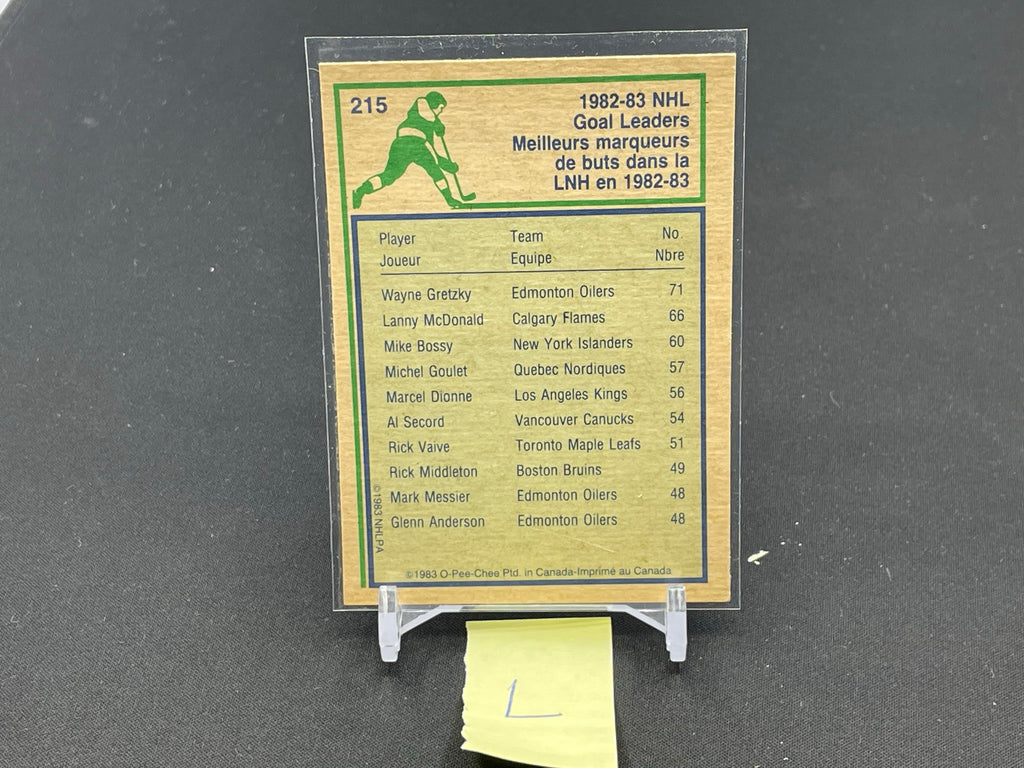 215
1982-83 NHL
Goal Leaders
Meilleurs marqueurs
de buts dans la
LNH en 1982-83
Player Team No.
Joueur Equipe Nbre
Wayne Gretzky Edmonton Oilers 71
Lanny McDonald Calgary Flames 66
Mike Bossy New York Islanders 60
Michel Goulet Quebec Nordiques 57
Marcel Dionne Los Angeles Kings 56
Al Secord Vancouver Canucks 54
Rick Vaive Toronto Maple Leafs 51
Rick Middleton Boston Bruins 49
Mark Messier Edmonton Oilers 48
Glenn Anderson Edmonton Oilers 48
©1983 NHLPA
©1983 O-Pee-Chee Ptd. in Canada-Imprimé au Canada
L